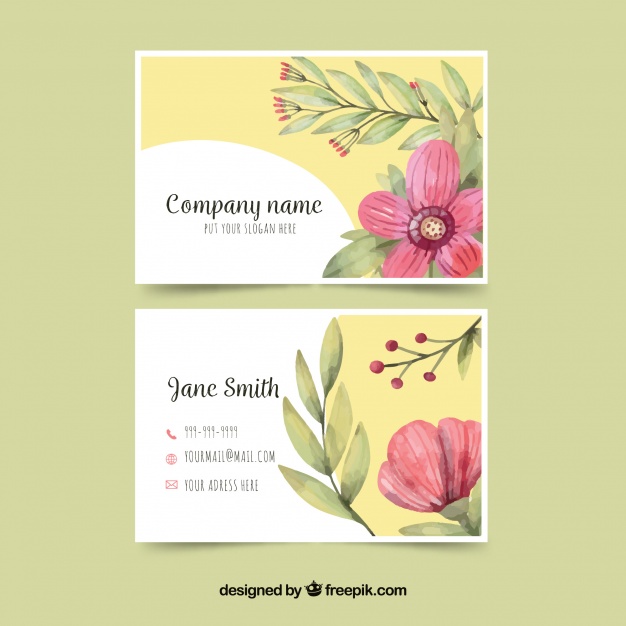 Company name
PUT YOUR SLOGAN HERE
Jane Smith
999-999-9999
YOURMAIL@MAIL.COM
YOUR ADRESS HERE
designed by freepik.com